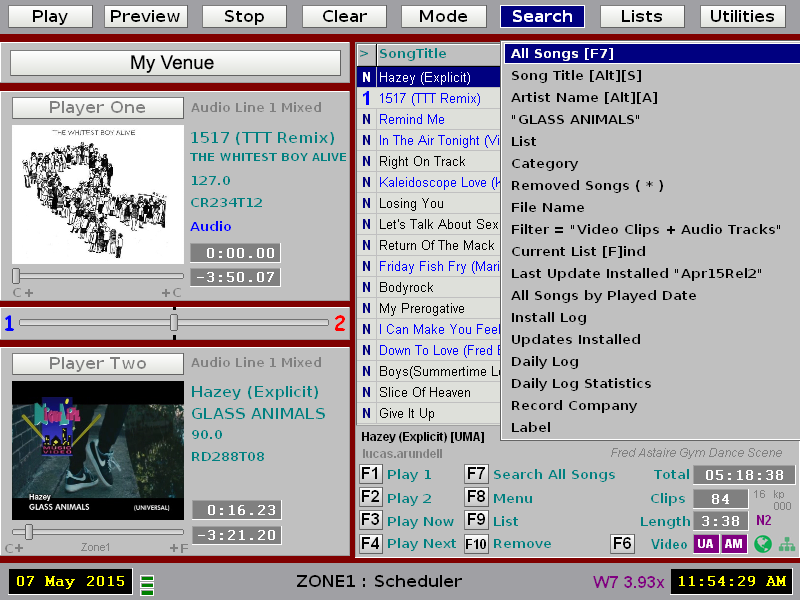 Play Preview Stop Clear Mode Search Lists Utilities
My Venue
Player One Audio Line 1 Mixed
THE WHITEST BOY ALIVE
1517 (TTT Remix)
THE WHITEST BOY ALIVE
127.0
CR234T12
Audio
0:00.00
-3:50.07
C + + C
1 2
Player Two Audio Line 1 Mixed
Hazey (Explicit)
GLASS ANIMALS
90.0
RD288T08
MUSIC VIDEO
Hazey
GLASS ANIMALS (UNIVERSAL)
0:16.23
-3:21.20
C+ Zone1 +F
> SongTitle
N Hazey (Explicit)
1 1517 (TTT Remix)
N Remind Me
N In The Air Tonight (Vi
N Right On Track
N Kaleidoscope Love (K
N Losing You
N Let's Talk About Sex
N Return Of The Mack
N Friday Fish Fry (Mari
N Bodyrock
N My Prerogative
N I Can Make You Feel
N Down To Love (Fred
N Boys(Summertime L
N Slice Of Heaven
N Give It Up
All Songs [F7]
Song Title [Alt][S]
Artist Name [Alt][A]
"GLASS ANIMALS"
List
Category
Removed Songs ( * )
File Name
Filter = "Video Clips + Audio Tracks"
Current List [F]ind
Last Update Installed "Apr15Rel2"
All Songs by Played Date
Install Log
Updates Installed
Daily Log
Daily Log Statistics
Record Company
Label
Hazey (Explicit) [UMA]
lucas.arundell Fred Astaire Gym Dance Scene
F1 Play 1 F7 Search All Songs Total 05:18:38
F2 Play 2 F8 Menu Clips 84 16 kp 000
F3 Play Now F9 List Length 3:38 N2
F4 Play Next F10 Remove F6 Video UA AM
07 May 2015 ZONE1 : Scheduler W7 3.93x 11:54:29 AM